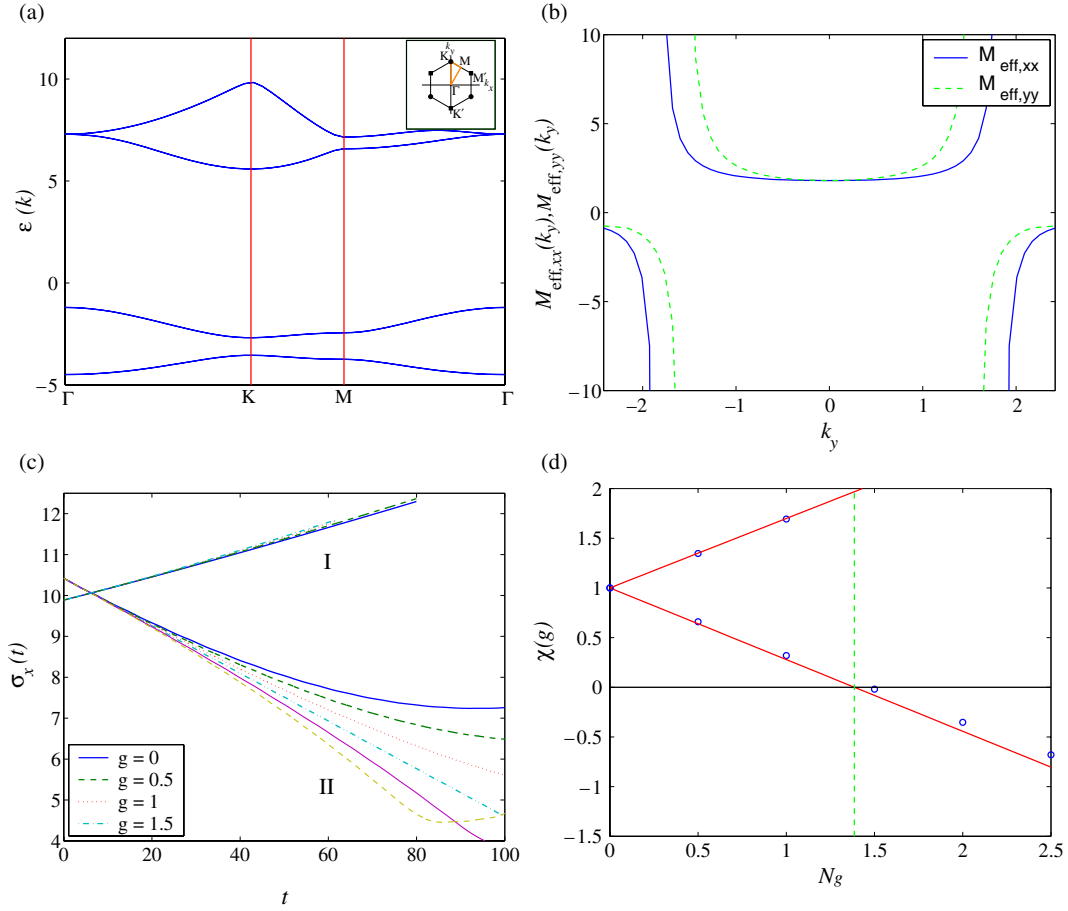 (a)
10
5
0
−5
ε (k)
Γ
K
M
Γ
k_y
K
M
M′
k_x
Γ
K′
(b)
10
5
0
−5
−10
M_eff,xx(k_y),M_eff,yy(k_y)
−2
−1
0
1
2
k_y
M eff,xx
M eff,yy
(c)
12
11
10
9
8
7
6
5
4
σ_x(t)
I
II
g = 0
g = 0.5
g = 1
g = 1.5
0
20
40
60
80
100
t
(d)
2
1.5
1
0.5
0
−0.5
−1
−1.5
χ(g)
0
0.5
1
1.5
2
2.5
Ng